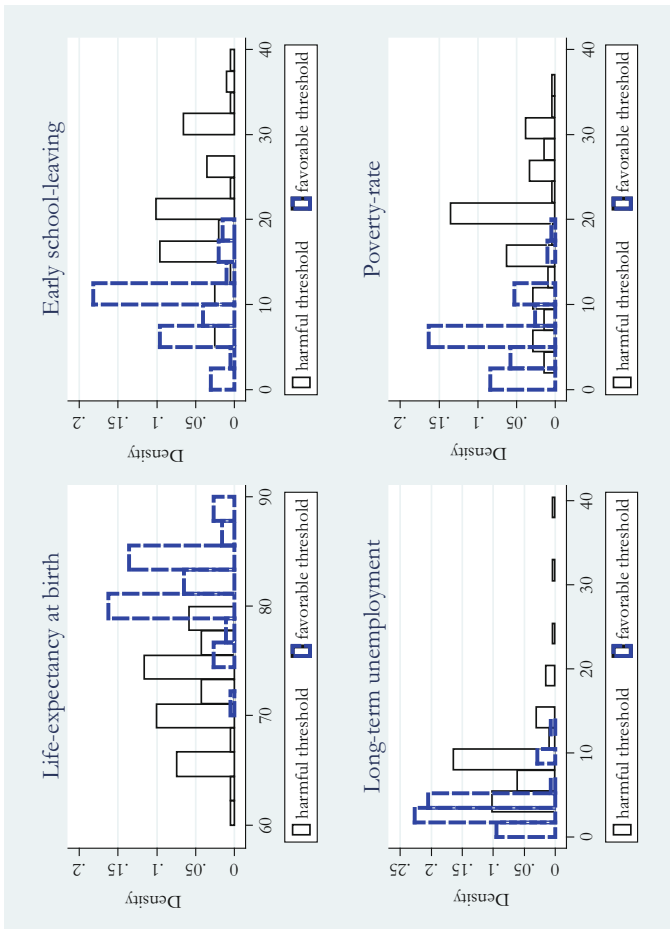 Life-expectancy at birth
Density
.2
.15
.1
.05
0
60 70 80 90
harmful threshold favorable threshold
Early school-leaving
Density
.2
.15
.1
.05
0
0 10 20 30 40
harmful threshold favorable threshold
Long-term unemployment
Density
.25
.2
.15
.1
.05
0
0 10 20 30 40
harmful threshold favorable threshold
Poverty-rate
Density
.2
.15
.1
.05
0
0 10 20 30 40
harmful threshold favorable threshold